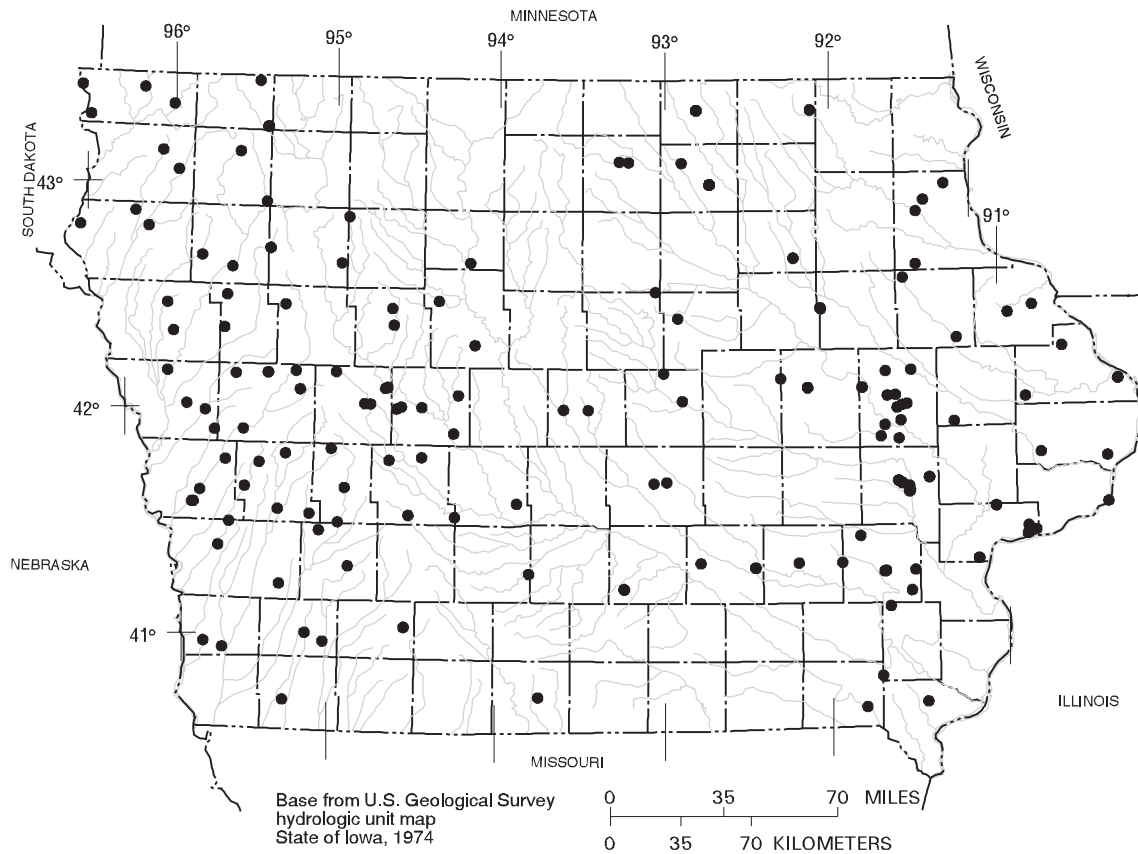 MINNESOTA
96°
95°
94°
93°
92°
WISCONSIN
SOUTH DAKOTA
43°
91°
42°
NEBRASKA
41°
ILLINOIS
MISSOURI
Base from U.S. Geological Survey
hydrologic unit map
State of Iowa, 1974
0 35 70 MILES
0 35 70 KILOMETERS